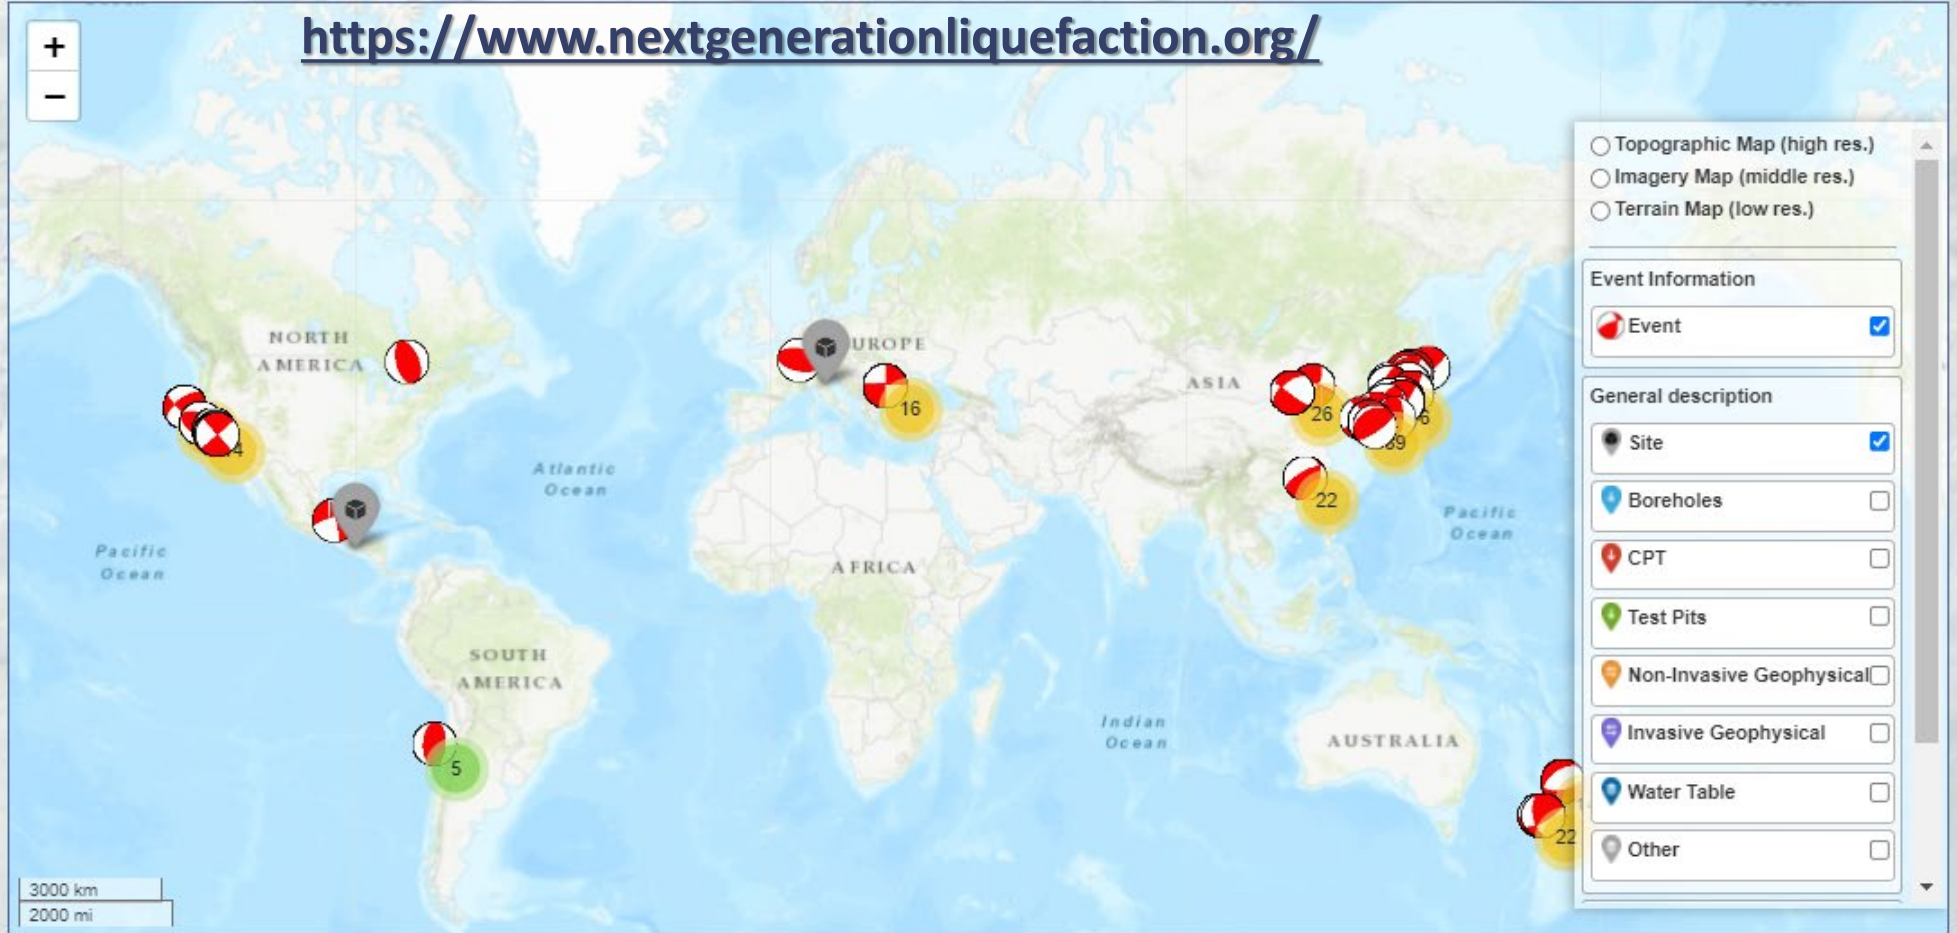 https://www.nextgenerationliquefaction.org/
+
−
Topographic Map (high res.)
Imagery Map (middle res.)
Terrain Map (low res.)
Event Information
Event
General description
Site
Boreholes
CPT
Test Pits
Non-Invasive Geophysical
Invasive Geophysical
Water Table
Other
NORTH
AMERICA
UROPE
ASIA
16
26
22
Atlantic
Ocean
Pacific
Ocean
Pacific
Ocean
AFRICA
SOUTH
AMERICA
Indian
Ocean
AUSTRALIA
5
22
3000 km
2000 mi